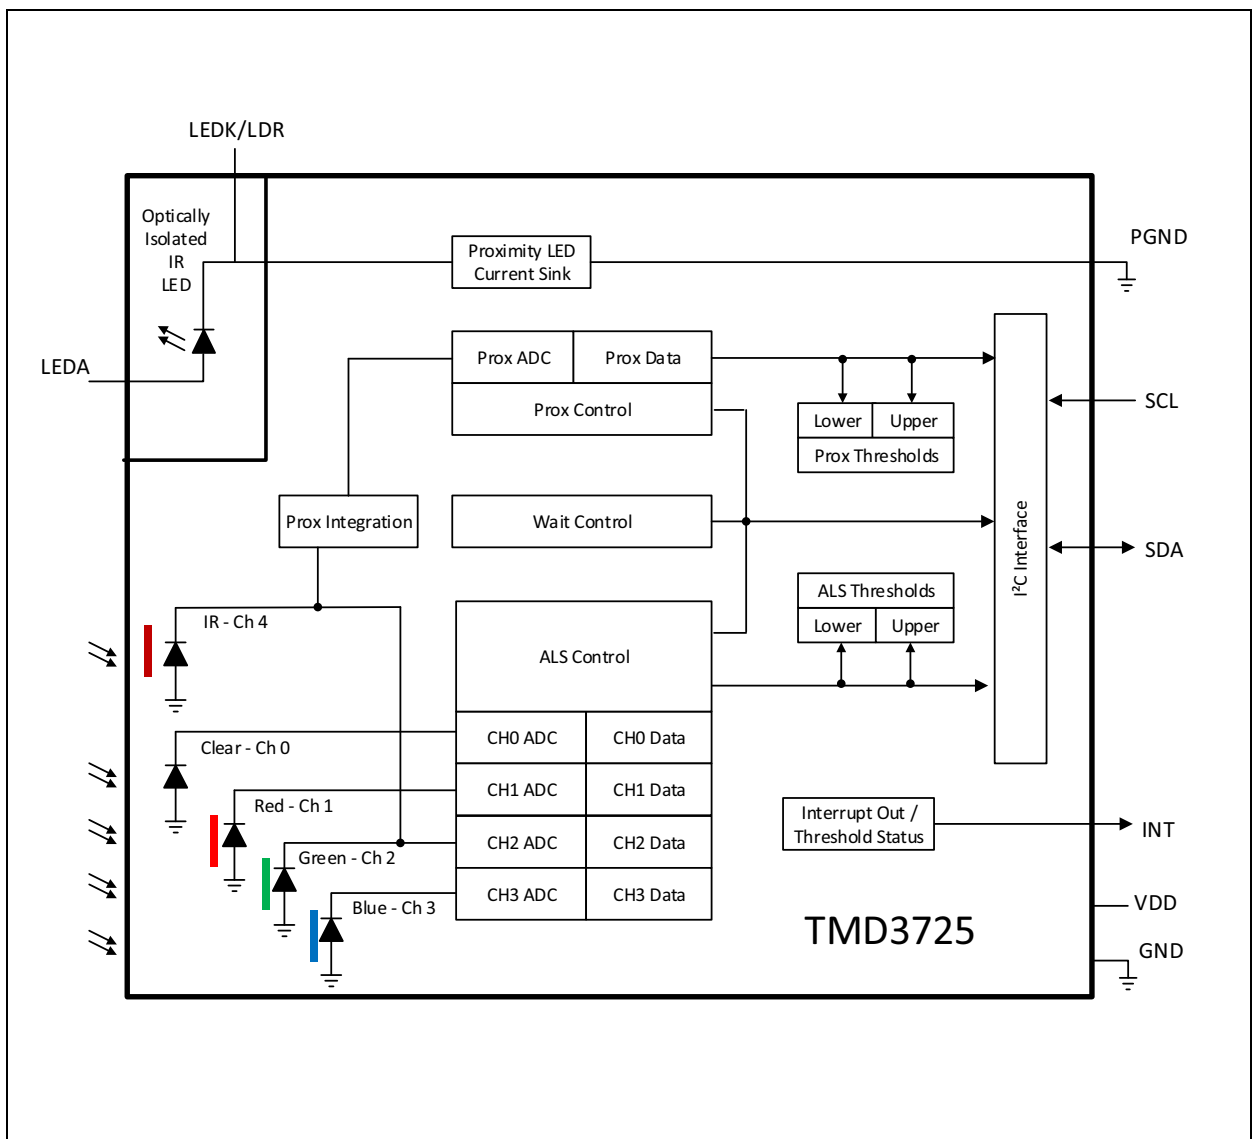 LEDK/LDR
Optically
Isolated
IR
LED
Proximity LED
Current Sink
PGND
LEDA
Prox ADC
Prox Data
Prox Control
Lower
Upper
Prox Thresholds
SCL
Prox Integration
Wait Control
I²C Interface
SDA
ALS Thresholds
Lower
Upper
IR - Ch 4
ALS Control
Clear - Ch 0
CH0 ADC
CH0 Data
Red - Ch 1
CH1 ADC
CH1 Data
Green - Ch 2
CH2 ADC
CH2 Data
Blue - Ch 3
CH3 ADC
CH3 Data
Interrupt Out /
Threshold Status
INT
VDD
TMD3725
GND